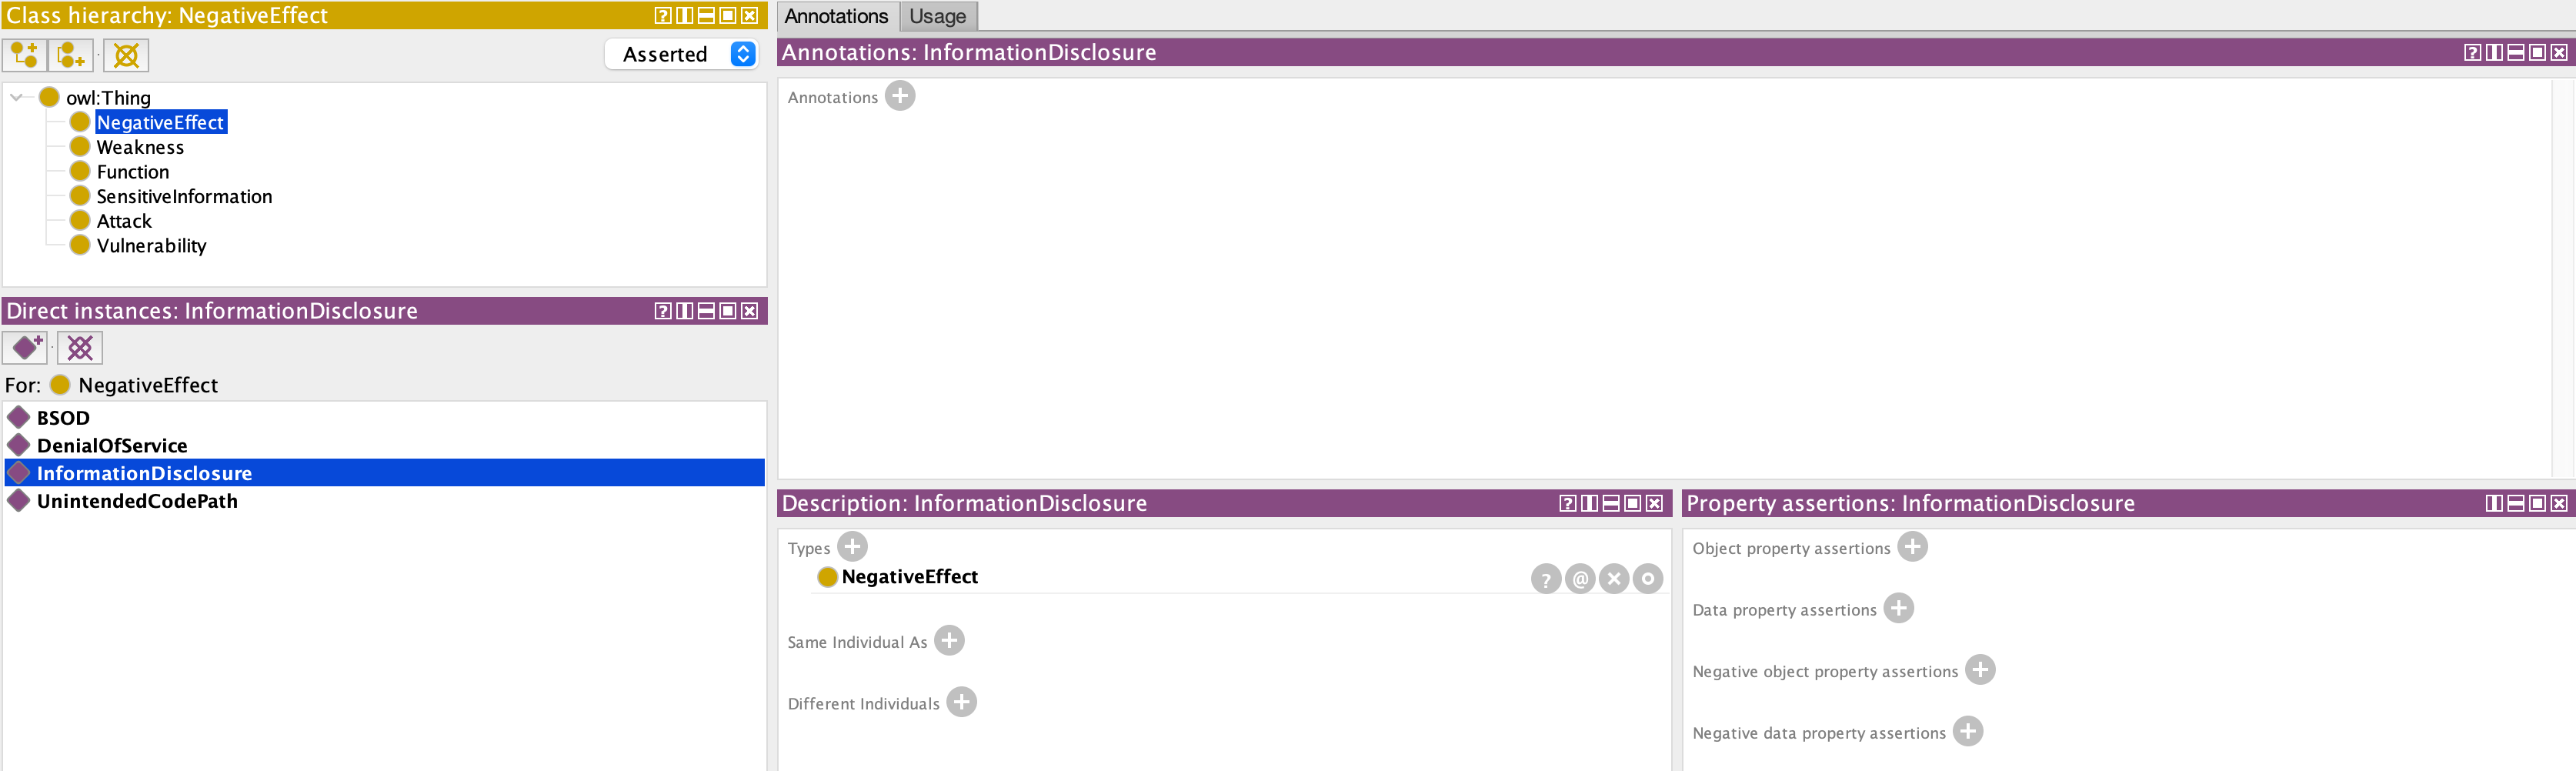 Class hierarchy: NegativeEffect
Asserted
owl:Thing
NegativeEffect
Weakness
Function
SensitiveInformation
Attack
Vulnerability
Direct instances: InformationDisclosure
For: NegativeEffect
BSOD
DenialOfService
InformationDisclosure
UnintendedCodePath
Annotations Usage
Annotations: InformationDisclosure
Annotations
Description: InformationDisclosure
Types
NegativeEffect
Same Individual As
Different Individuals
Property assertions: InformationDisclosure
Object property assertions
Data property assertions
Negative object property assertions
Negative data property assertions